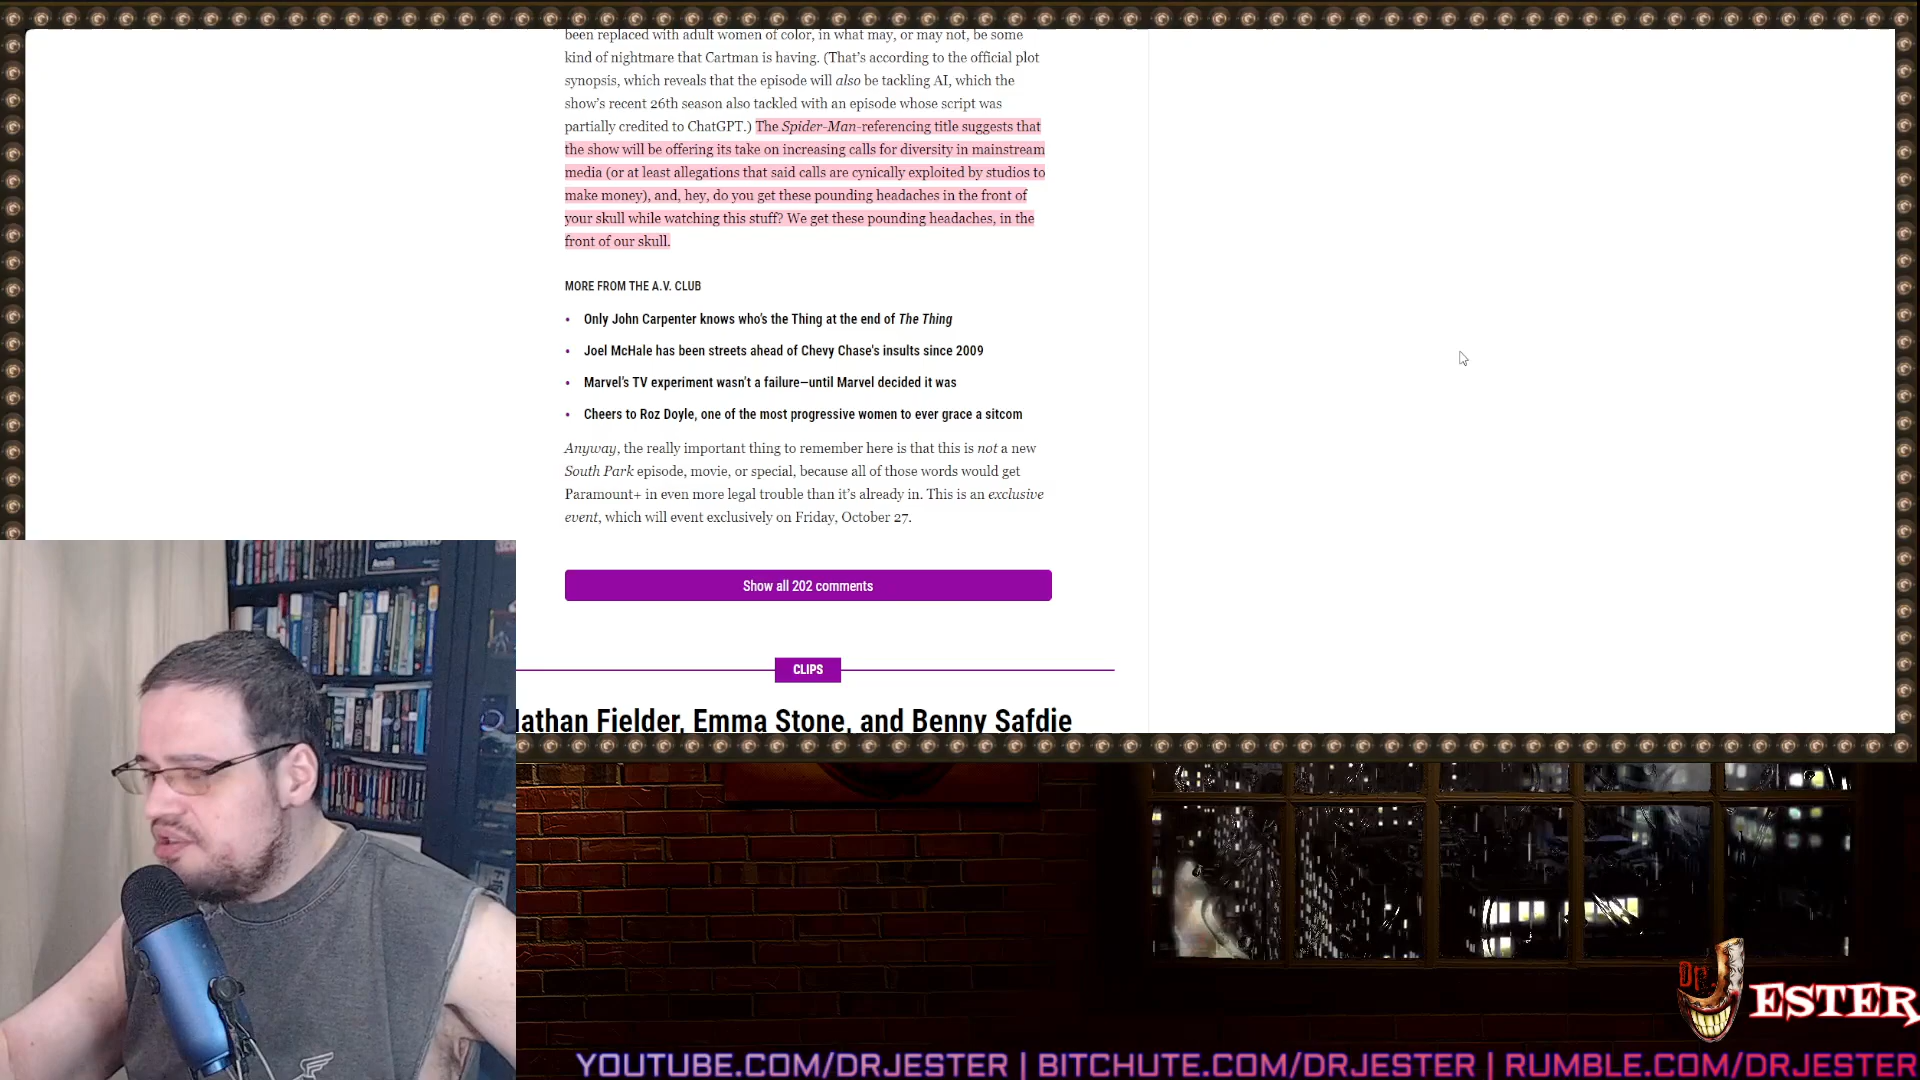 been replaced with adult women of color, in what may, or may not, be some
kind of nightmare that Cartman is having. (That’s according to the official plot
synopsis, which reveals that the episode will also be tackling AI, which the
show’s recent 26th season also tackled with an episode whose script was
partially credited to ChatGPT.) The Spider-Man-referencing title suggests that
the show will be offering its take on increasing calls for diversity in mainstream
media (or at least allegations that said calls are cynically exploited by studios to
make money), and, hey, do you get these pounding headaches in the front of
your skull while watching this stuff? We get these pounding headaches, in the
front of our skull.
MORE FROM THE A.V. CLUB
• Only John Carpenter knows who’s the Thing at the end of The Thing
• Joel McHale has been streets ahead of Chevy Chase's insults since 2009
• Marvel’s TV experiment wasn’t a failure—until Marvel decided it was
• Cheers to Roz Doyle, one of the most progressive women to ever grace a sitcom
Anyway, the really important thing to remember here is that this is not a new
South Park episode, movie, or special, because all of those words would get
Paramount+ in even more legal trouble than it’s already in. This is an exclusive
event, which will event exclusively on Friday, October 27.
Show all 202 comments
CLIPS
Nathan Fielder, Emma Stone, and Benny Safdie
Dr. JESTER
YOUTUBE.COM/DRJESTER | BITCHUTE.COM/DRJESTER | RUMBLE.COM/DRJESTER